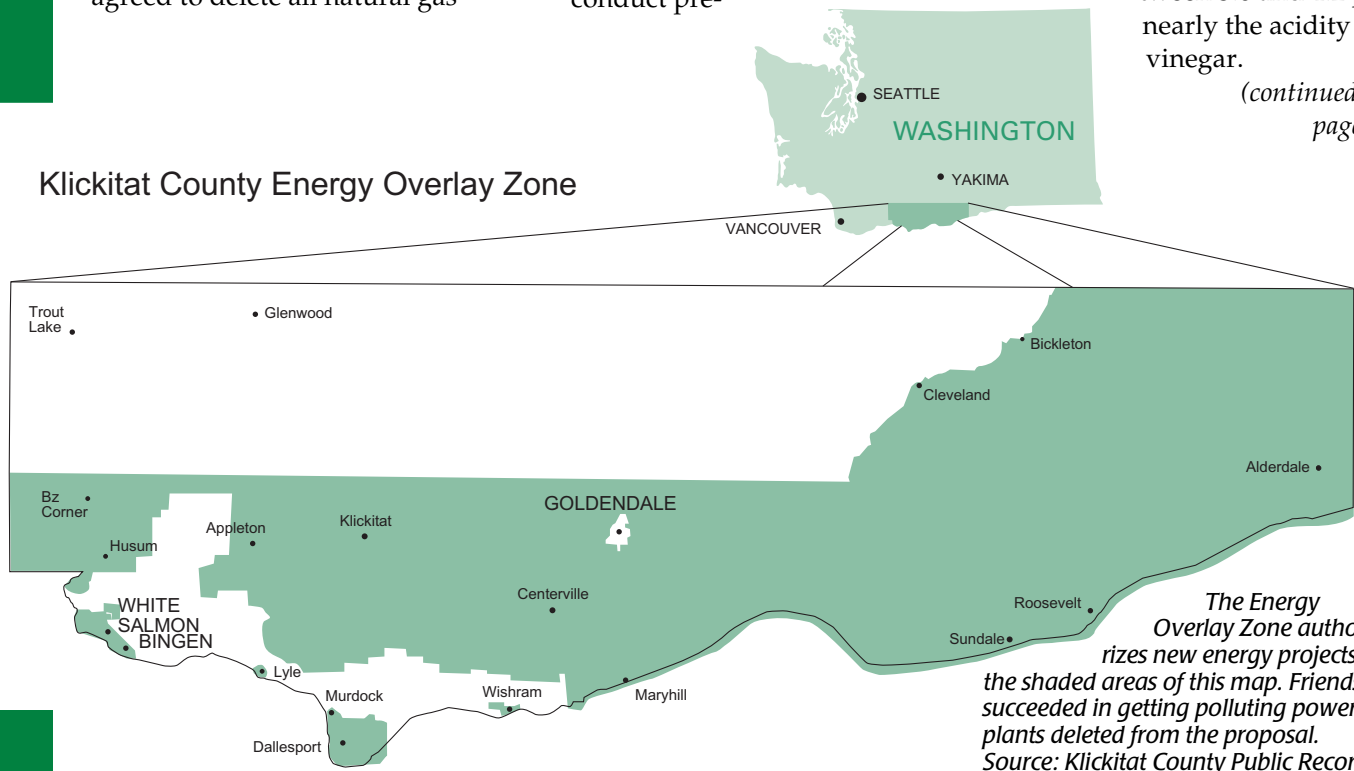 agreed to delete all natural gas
conduct pre-
nearly the acidity
vinegar.
(continued
page
Klickitat County Energy Overlay Zone
SEATTLE
WASHINGTON
YAKIMA
VANCOUVER
Trout
Lake
Glenwood
Bickleton
Cleveland
Alderdale
Bz
Corner
Husum
Appleton
Klickitat
GOLDENDALE
Centerville
WHITE
SALMON
BINGEN
Lyle
Murdock
Dallesport
Wishram
Maryhill
Roosevelt
Sundale
The Energy
Overlay Zone autho
rizes new energy projects
the shaded areas of this map. Friends
succeeded in getting polluting power
plants deleted from the proposal.
Source: Klickitat County Public Recor